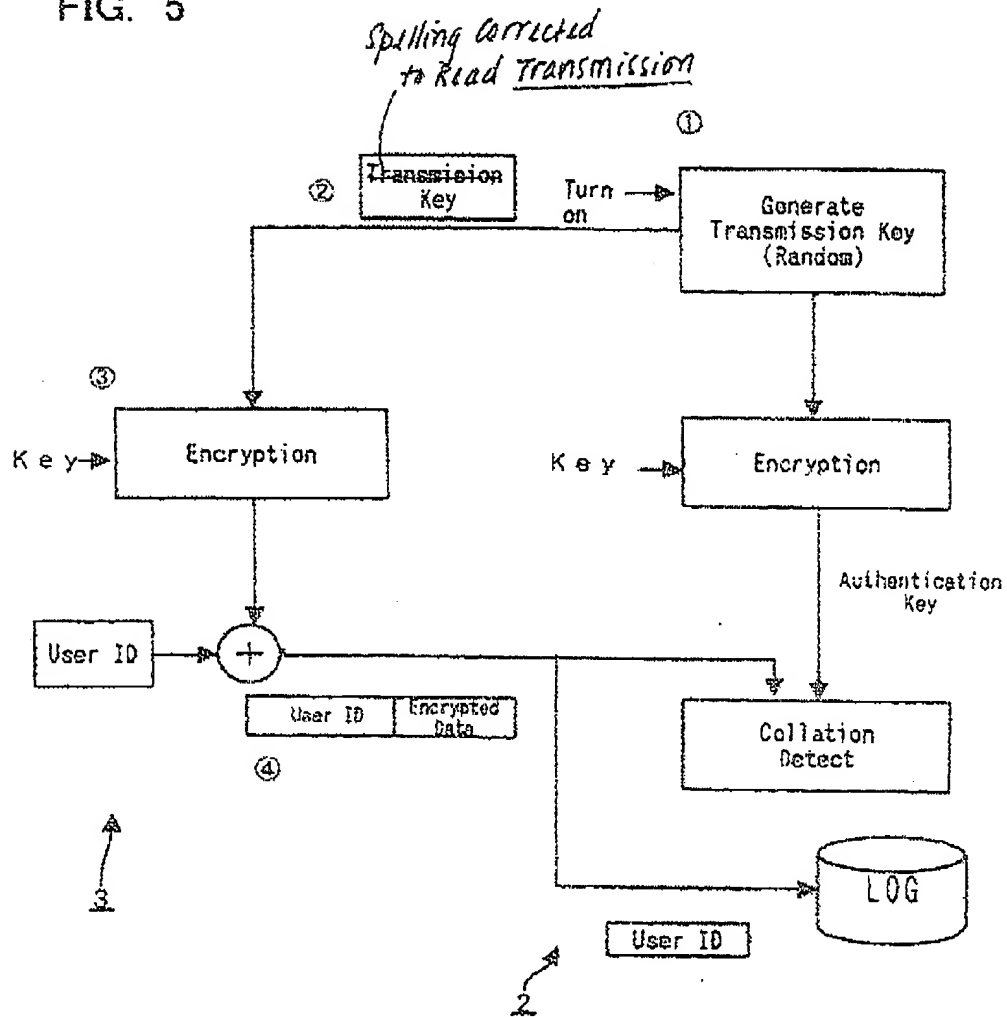 FIG. 5
Spelling Corrected
to Read Transmission
①
②
Transmision
Key
Turn
on
Generate
Transmission Key
(Random)
③
Key
Encryption
Key
Encryption
Authentication
Key
User ID
+
User ID
Encrypted
Data
④
Collation
Detect
3
LOG
User ID
2